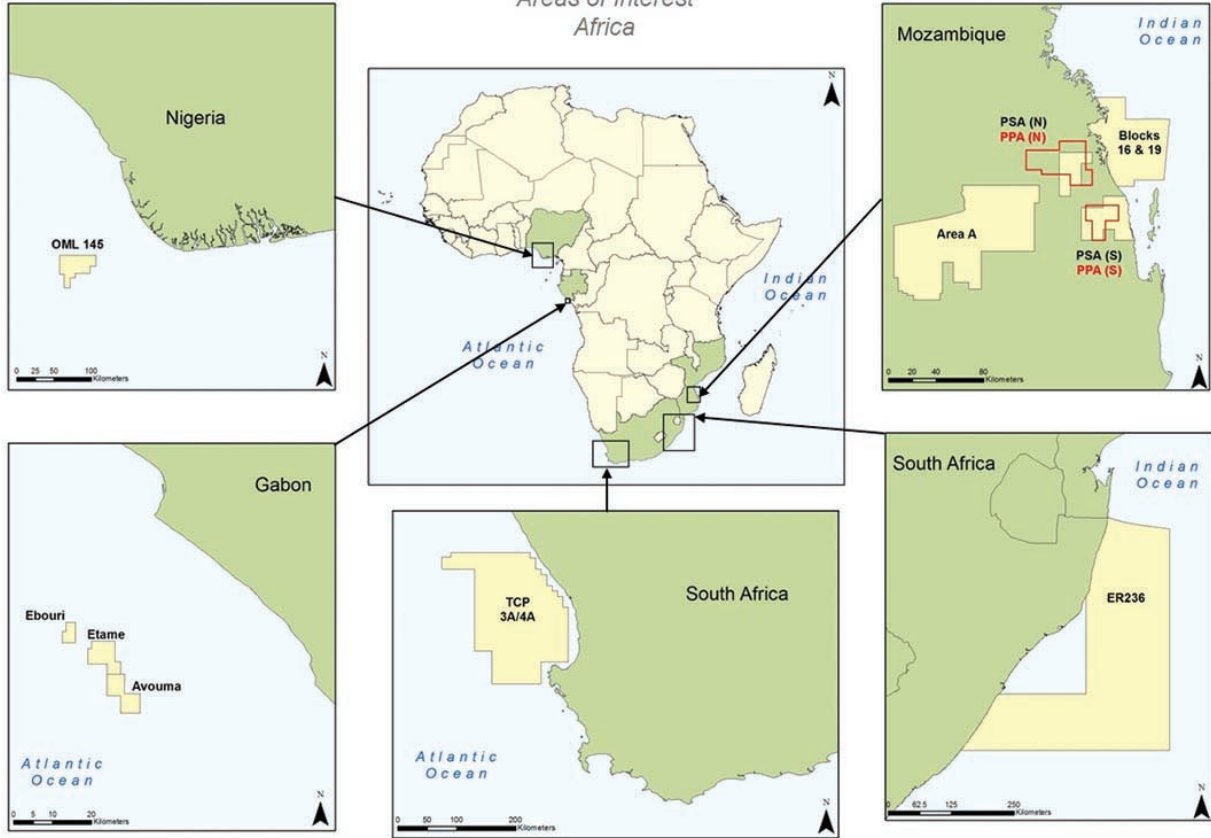 Areas of Interest
Africa
Nigeria
OML 145
0 25 50 100
Kilometers
N
Atlantic
Ocean
Indian
Ocean
N
Mozambique
Indian
Ocean
PSA (N)
PPA (N)
Blocks
16 & 19
Area A
PSA (S)
PPA (S)
0 20 40 80
Kilometers
N
Gabon
Ebouri
Etame
Avouma
Atlantic
Ocean
0 5 10 20
Kilometers
N
TCP
3A/4A
South Africa
Atlantic
Ocean
0 50 100 200
Kilometers
N
South Africa
Indian
Ocean
ER236
0 62.5 125 250
Kilometers
N